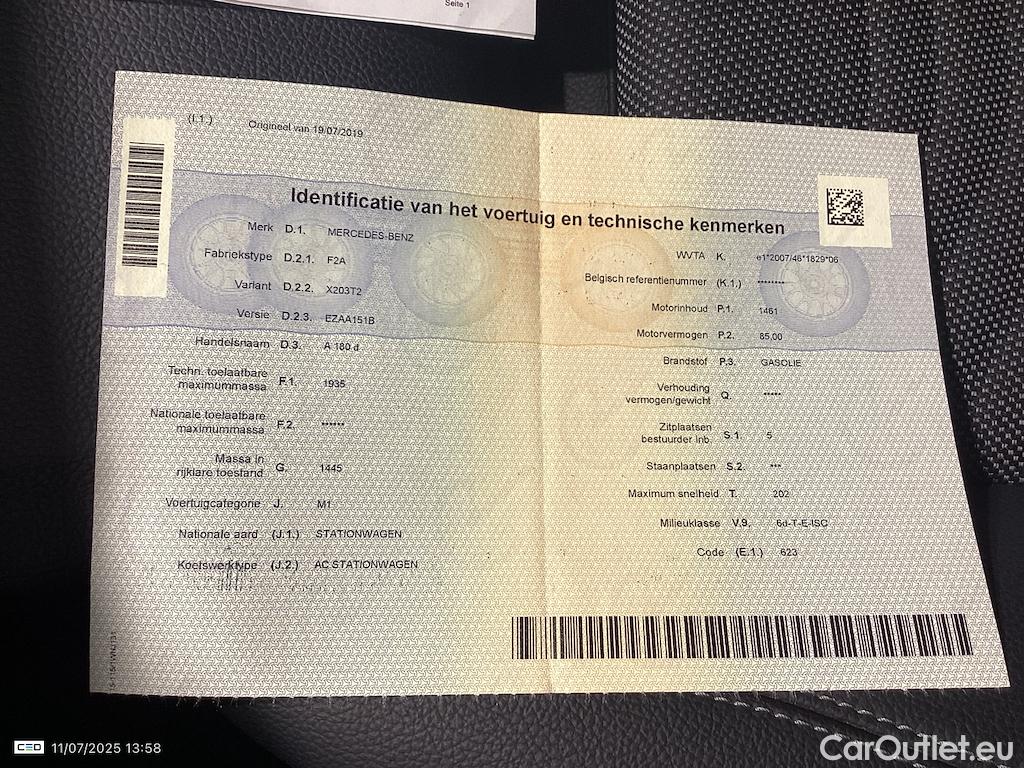 Seite 1
(I.1.) Origineel van 19/07/2019
Identificatie van het voertuig en technische kenmerken
Merk D.1. MERCEDES-BENZ
Fabriekstype D.2.1. F2A
Variant D.2.2. X203T2
Versie D.2.3. EZAA151B
Handelsnaam D.3. A 180 d
Techn. toelaatbare
maximummassa F.1. 1935
Nationale toelaatbare
maximummassa F.2. ******
Massa in
rijklare toestand G. 1445
Voertuigcategorie J. M1
Nationale aard (J.1.) STATIONWAGEN
Koetswerktype (J.2.) AC STATIONWAGEN
WVTA K. e1*2007/46*1829*06
Belgisch referentienummer (K.1.) ********
Motorinhoud P.1. 1461
Motorvermogen P.2. 85,00
Brandstof P.3. GASOLIE
Verhouding
vermogen/gewicht Q. *****
Zitplaatsen
bestuurder inb. S.1. 5
Staanplaatsen S.2. ***
Maximum snelheid T. 202
Milieuklasse V.9. 6d-T-E-ISC
Code (E.1.) 623
CEO 11/07/2025 13:58
CarOutlet.eu